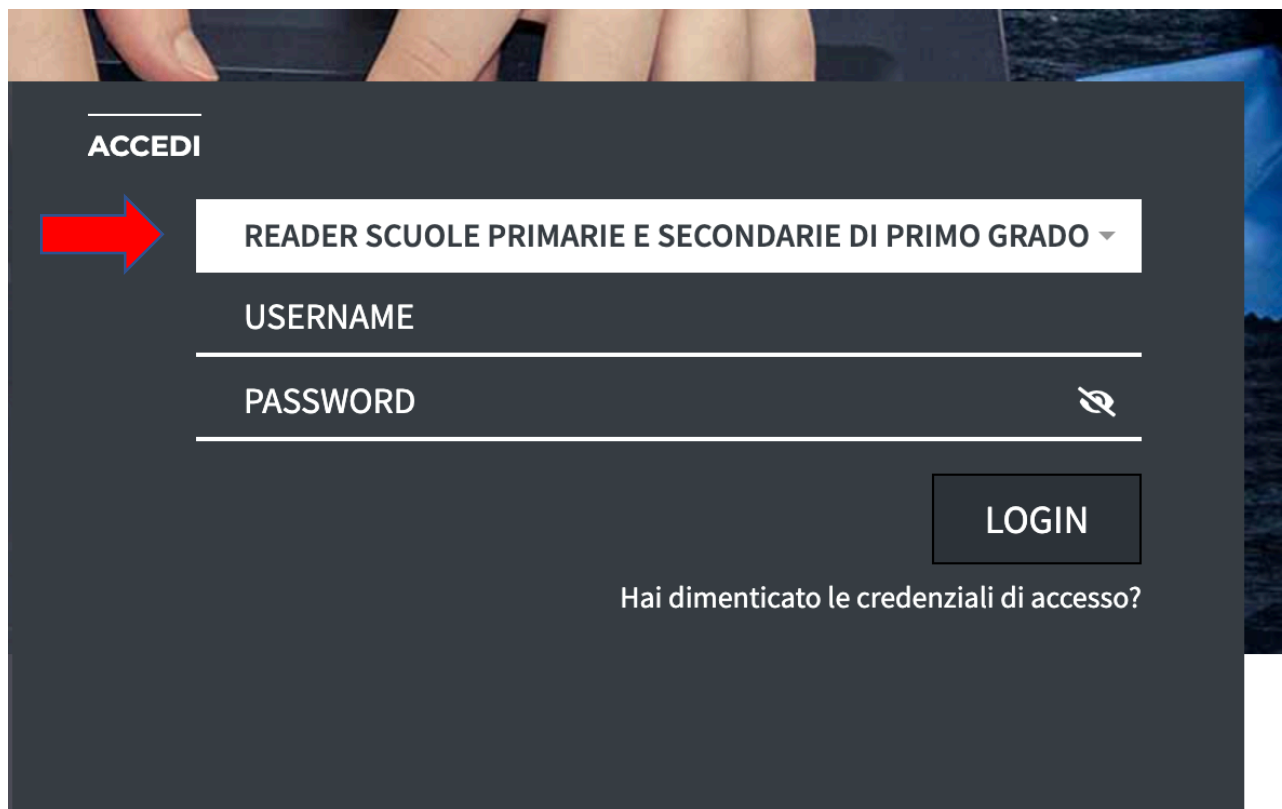 ACCEDI
READER SCUOLE PRIMARIE E SECONDARIE DI PRIMO GRADO
USERNAME
PASSWORD
LOGIN
Hai dimenticato le credenziali di accesso?